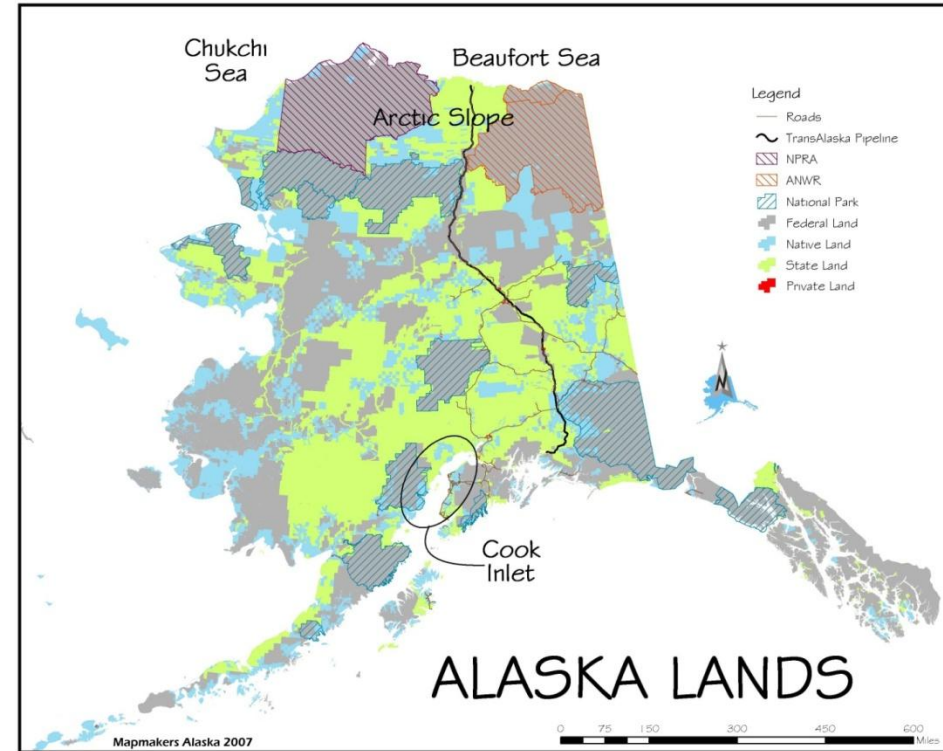 Chukchi
Sea
Beaufort Sea
Arctic Slope
Legend
Roads
TransAlaska Pipeline
NPRA
ANWR
National Park
Federal Land
Native Land
State Land
Private Land
N
Cook
Inlet
ALASKA LANDS
Mapmakers Alaska 2007
0 75 150 300 450 600
Miles